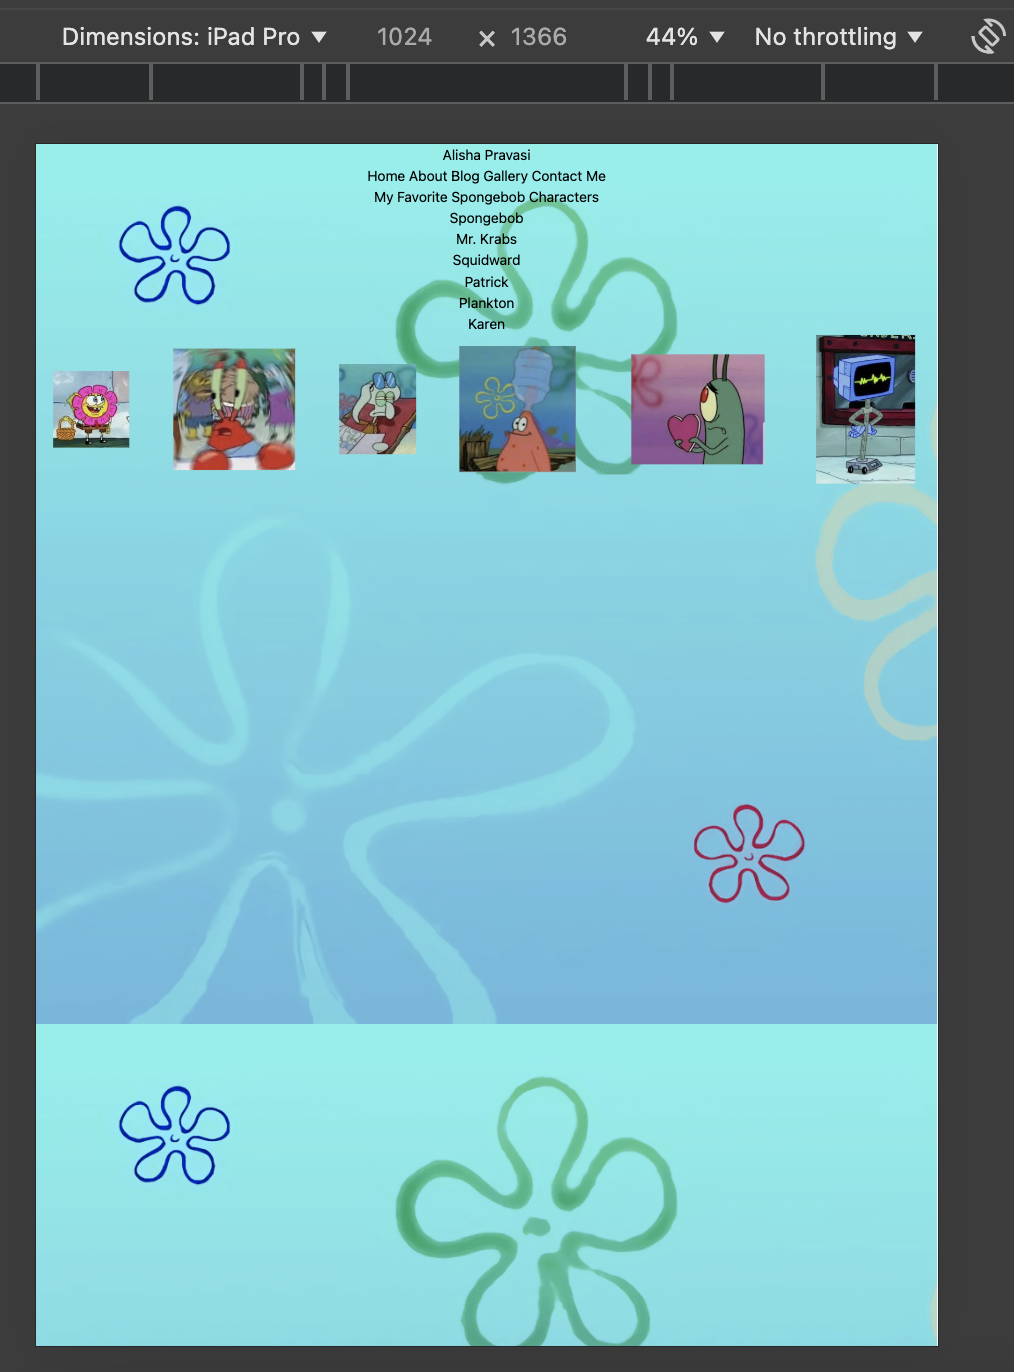 Dimensions: iPad Pro ▼ 1024 × 1366 44% ▼ No throttling ▼
Alisha Pravasi
Home About Blog Gallery Contact Me
My Favorite Spongebob Characters
Spongebob
Mr. Krabs
Squidward
Patrick
Plankton
Karen